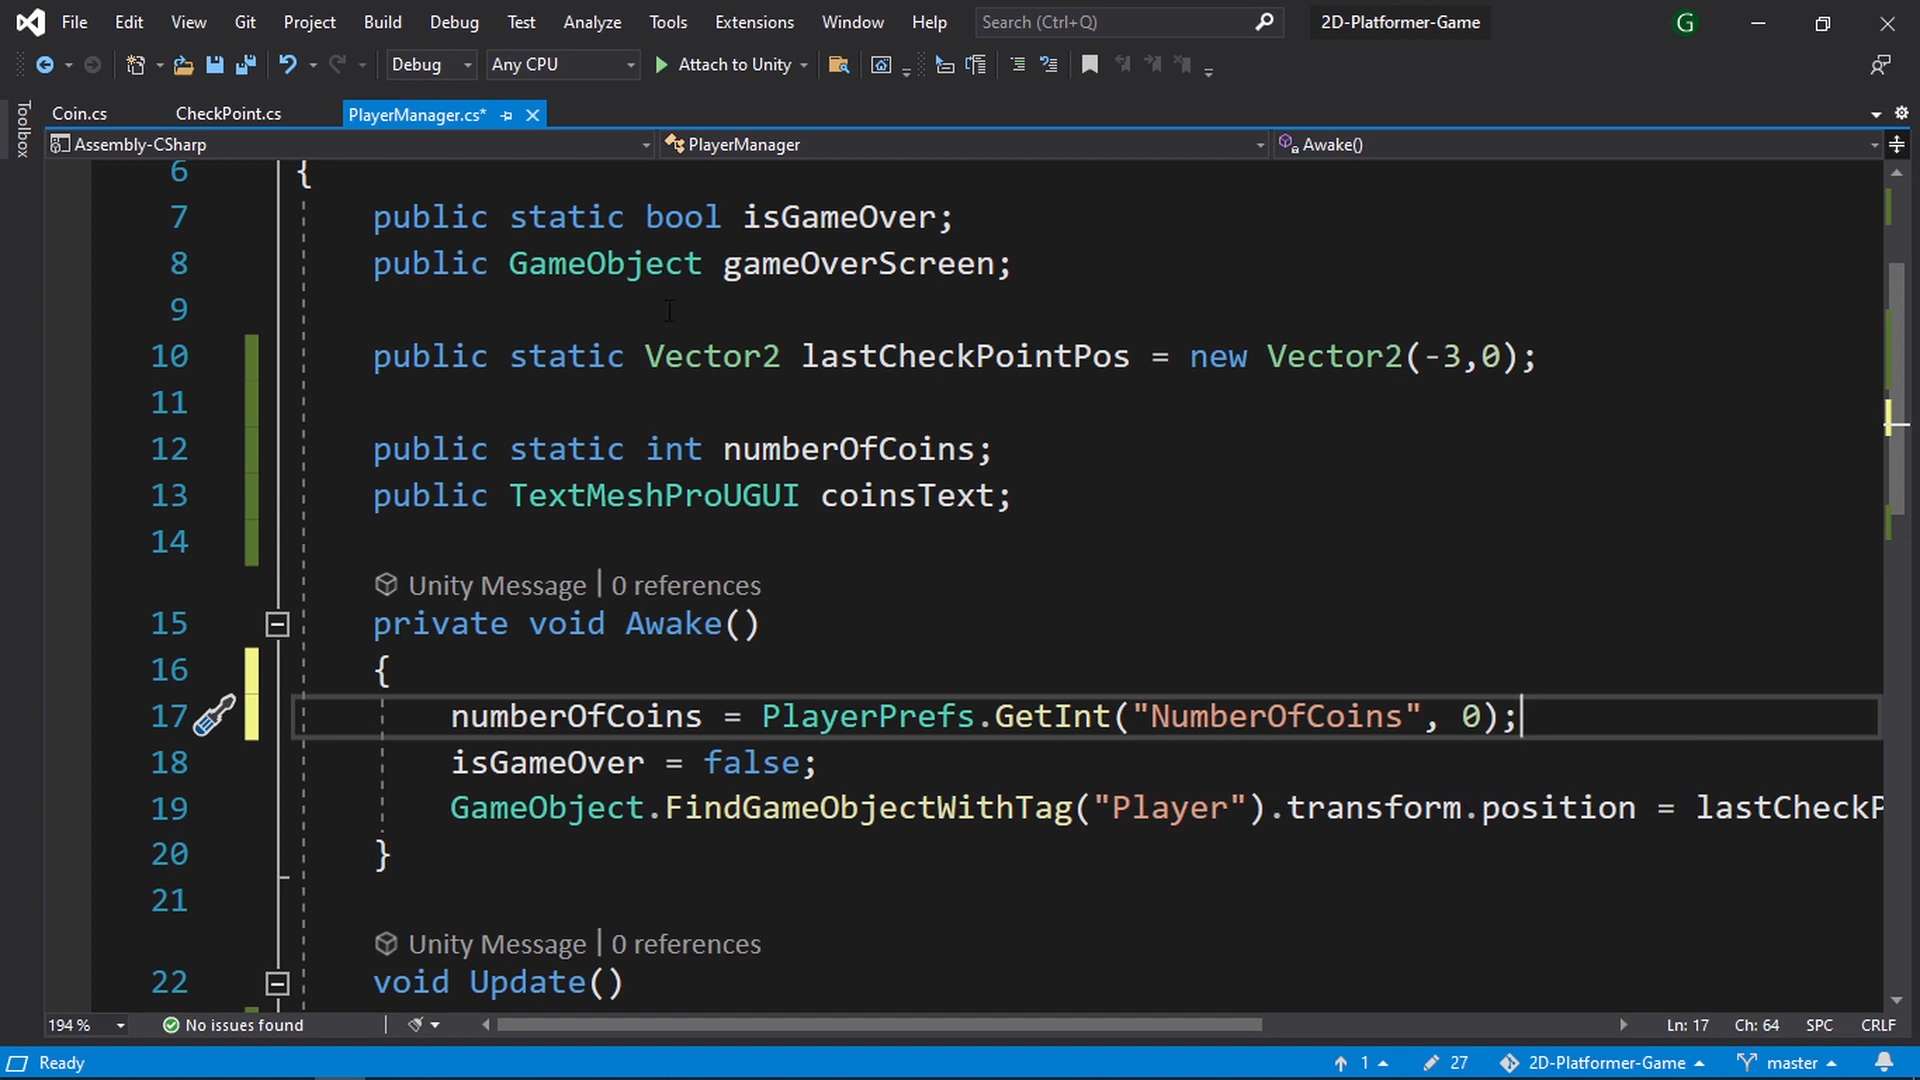 File Edit View Git Project Build Debug Test Analyze Tools Extensions Window Help Search (Ctrl+Q) 2D-Platformer-Game G
Debug Any CPU Attach to Unity
Toolbox
Coin.cs CheckPoint.cs PlayerManager.cs*
Assembly-CSharp PlayerManager Awake()
6 {
7 public static bool isGameOver;
8 public GameObject gameOverScreen;
9
10 public static Vector2 lastCheckPointPos = new Vector2(-3,0);
11
12 public static int numberOfCoins;
13 public TextMeshProUGUI coinsText;
14
Unity Message | 0 references
15 private void Awake()
16 {
17 numberOfCoins = PlayerPrefs.GetInt("NumberOfCoins", 0);
18 isGameOver = false;
19 GameObject.FindGameObjectWithTag("Player").transform.position = lastCheckP
20 }
21
Unity Message | 0 references
22 void Update()
194 % No issues found Ln: 17 Ch: 64 SPC CRLF
Ready 1 27 2D-Platformer-Game master